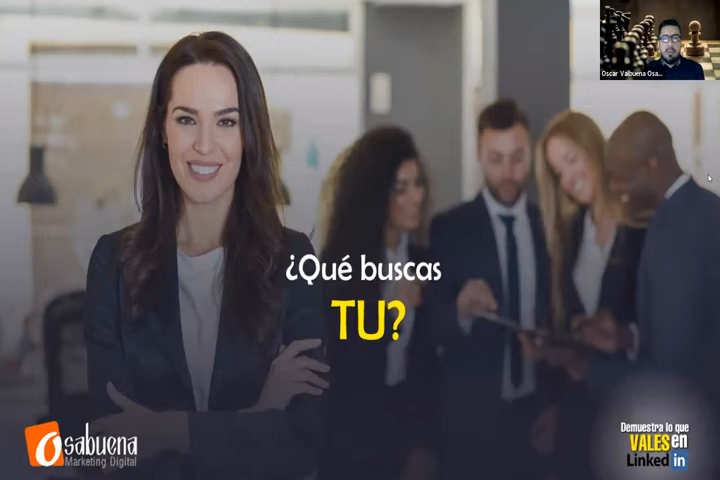 Oscar Valbuena Osa...
¿Qué buscas
TU?
Osabuena
Marketing Digital
Demuestra lo que
VALES en
Linked in